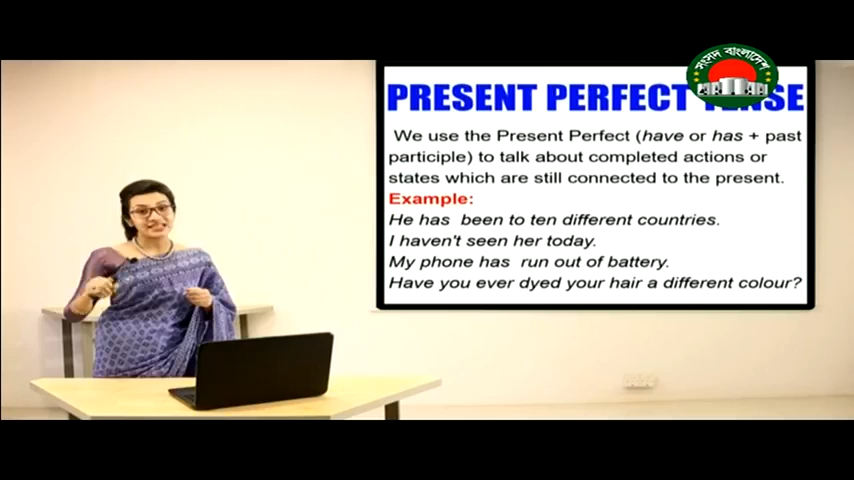 সংসদ বাংলাদেশ
PRESENT PERFECT TENSE
We use the Present Perfect (have or has + past
participle) to talk about completed actions or
states which are still connected to the present.
Example:
He has been to ten different countries.
I haven't seen her today.
My phone has run out of battery.
Have you ever dyed your hair a different colour?